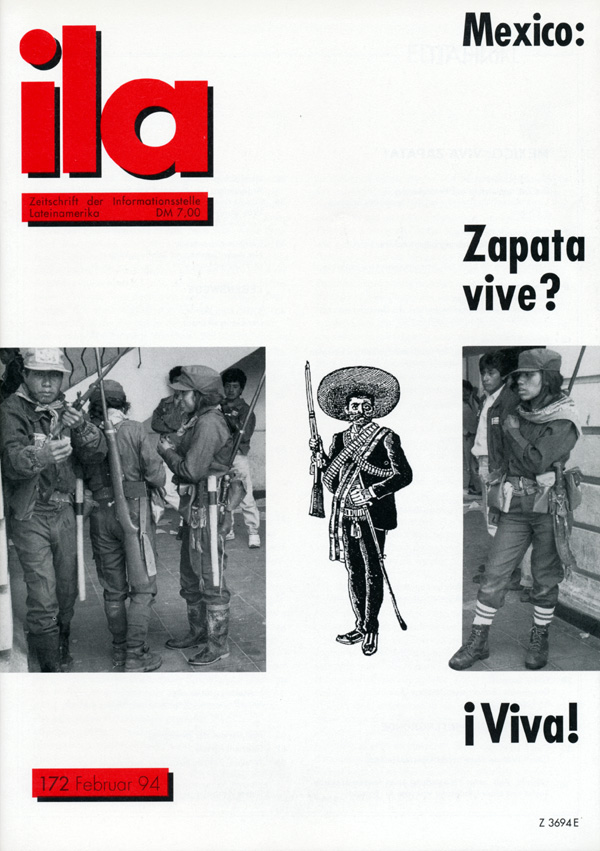 ila
Zeitschrift der Informationsstelle
Lateinamerika DM 7,00
Mexico:
Zapata
vive?
¡Viva!
172 Februar 94
Z 3694 E